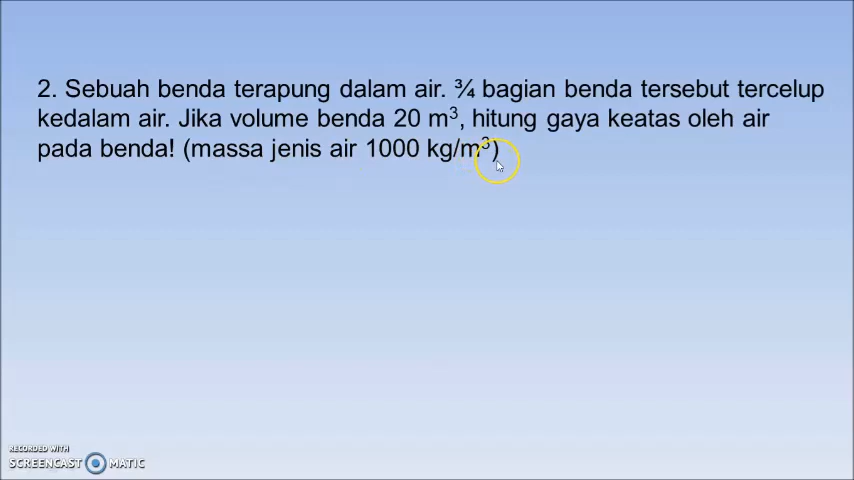 2. Sebuah benda terapung dalam air. ¾ bagian benda tersebut tercelup
kedalam air. Jika volume benda 20 m³, hitung gaya keatas oleh air
pada benda! (massa jenis air 1000 kg/m³)
RECORDED WITH
SCREENCAST MATIC